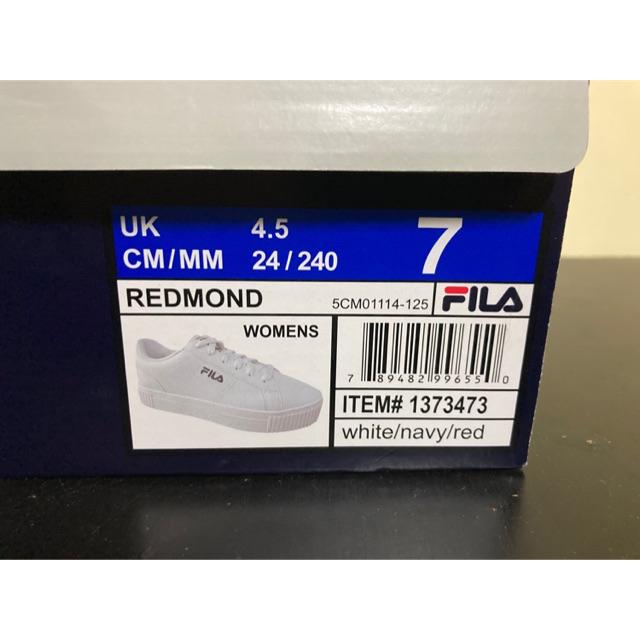 UK 4.5 7
CM/MM 24/240
REDMOND 5CM01114-125 FILA
WOMENS
FILA
7 89482 99655 0
ITEM# 1373473
white/navy/red